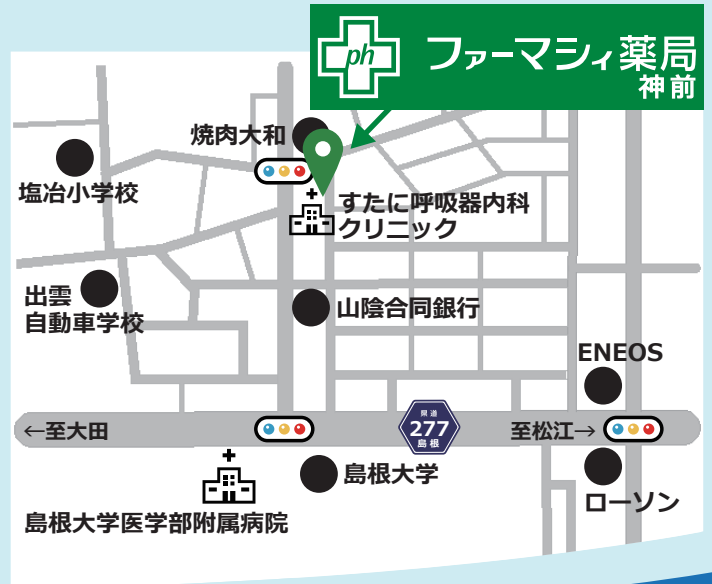 ph
ファーマシィ薬局
神前
焼肉大和
塩冶小学校
すたに呼吸器内科
クリニック
出雲
自動車学校
山陰合同銀行
ENEOS
県道
277
島根
←至大田
至松江→
島根大学
ローソン
島根大学医学部附属病院